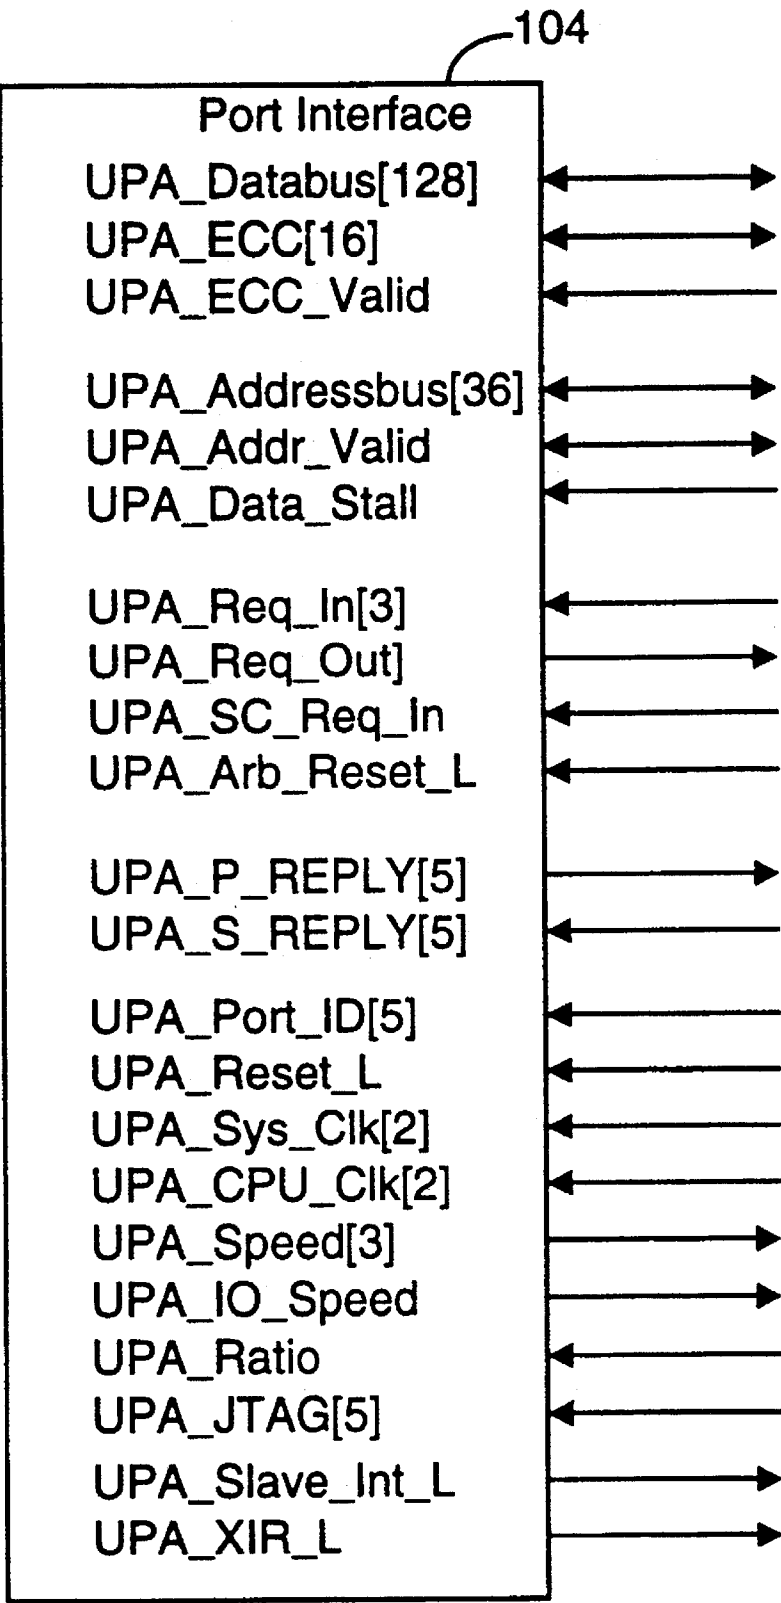 104
Port Interface
UPA_Databus[128]
UPA_ECC[16]
UPA_ECC_Valid
UPA_Addressbus[36]
UPA_Addr_Valid
UPA_Data_Stall
UPA_Req_In[3]
UPA_Req_Out]
UPA_SC_Req_In
UPA_Arb_Reset_L
UPA_P_REPLY[5]
UPA_S_REPLY[5]
UPA_Port_ID[5]
UPA_Reset_L
UPA_Sys_Clk[2]
UPA_CPU_Clk[2]
UPA_Speed[3]
UPA_IO_Speed
UPA_Ratio
UPA_JTAG[5]
UPA_Slave_Int_L
UPA_XIR_L